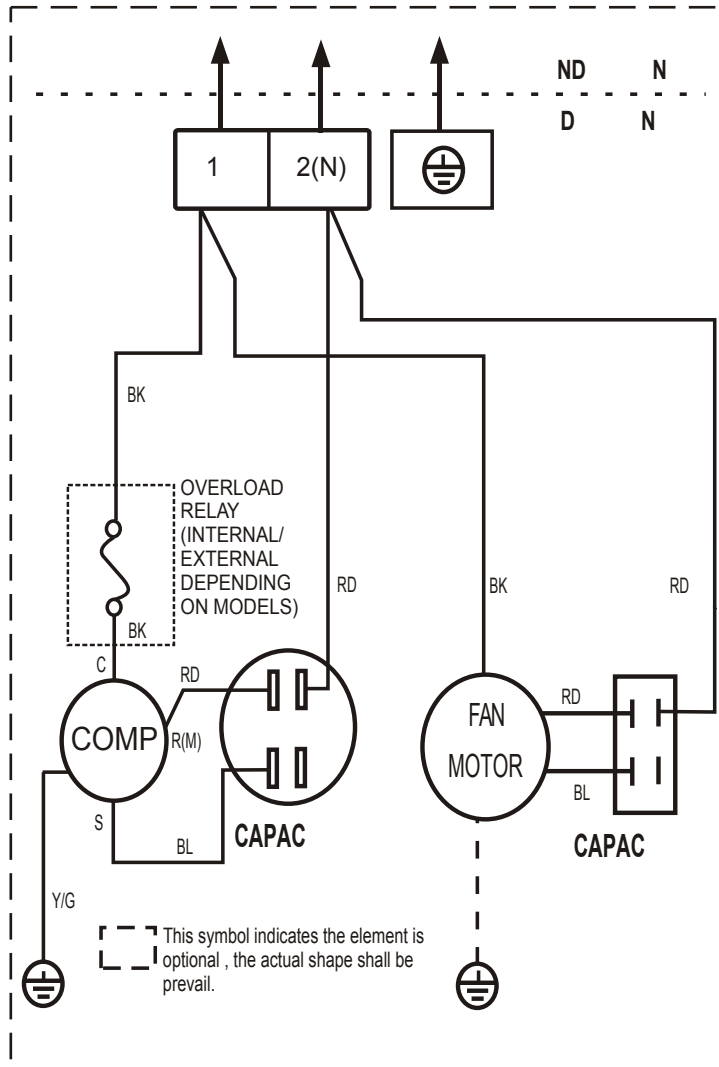 ND N
D N
1 2(N)
BK
OVERLOAD
RELAY
(INTERNAL/
EXTERNAL
DEPENDING
ON MODELS)
RD
BK
RD
BK
C
RD
COMP
R(M)
FAN
MOTOR
RD
S
BL
CAPAC
BL
CAPAC
Y/G
This symbol indicates the element is
optional , the actual shape shall be
prevail.